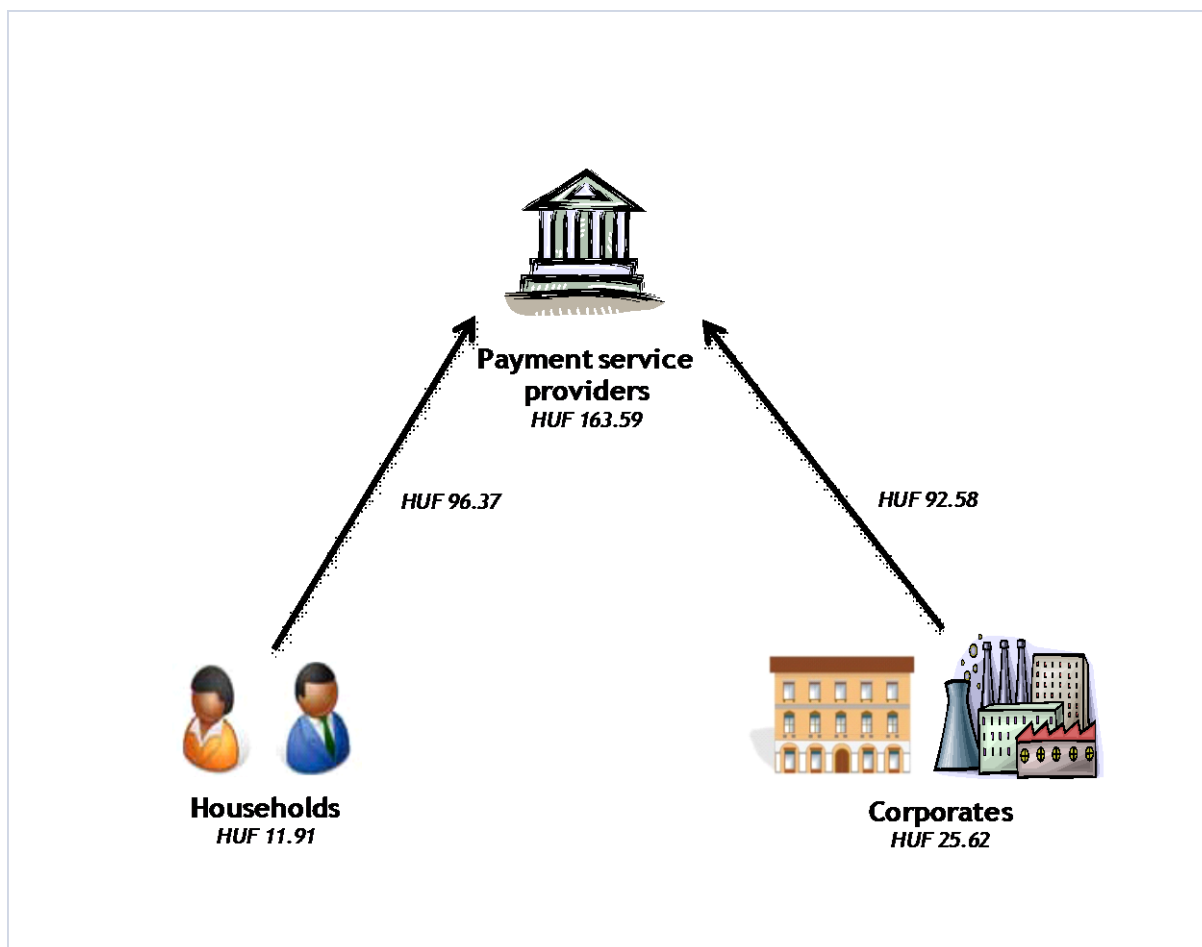 Payment service
providers
HUF 163.59
HUF 96.37
HUF 92.58
Households
HUF 11.91
Corporates
HUF 25.62